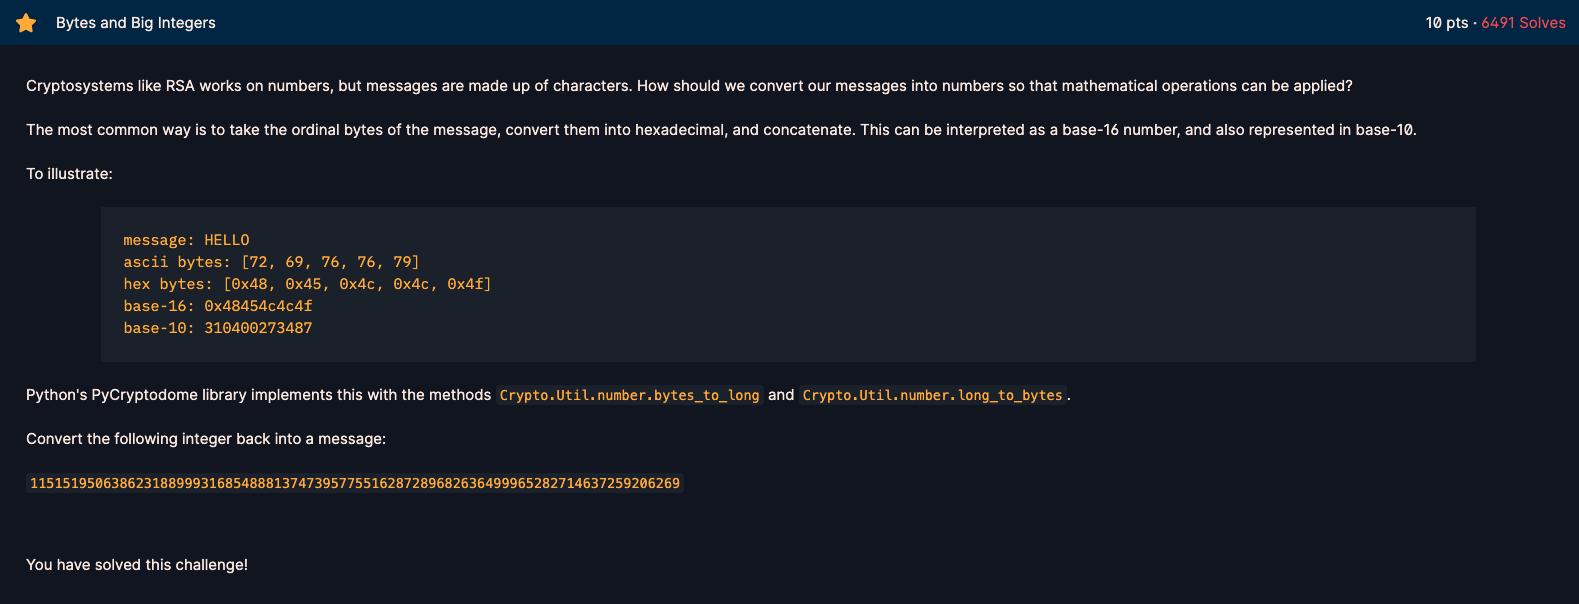 Bytes and Big Integers
10 pts · 6491 Solves
Cryptosystems like RSA works on numbers, but messages are made up of characters. How should we convert our messages into numbers so that mathematical operations can be applied?
The most common way is to take the ordinal bytes of the message, convert them into hexadecimal, and concatenate. This can be interpreted as a base-16 number, and also represented in base-10.
To illustrate:
message: HELLO
ascii bytes: [72, 69, 76, 76, 79]
hex bytes: [0x48, 0x45, 0x4c, 0x4c, 0x4f]
base-16: 0x48454c4c4f
base-10: 310400273487
Python's PyCryptodome library implements this with the methods Crypto.Util.number.bytes_to_long and Crypto.Util.number.long_to_bytes.
Convert the following integer back into a message:
11515195063862318899931685488813747395775516287289682636499965282714637259206269
You have solved this challenge!